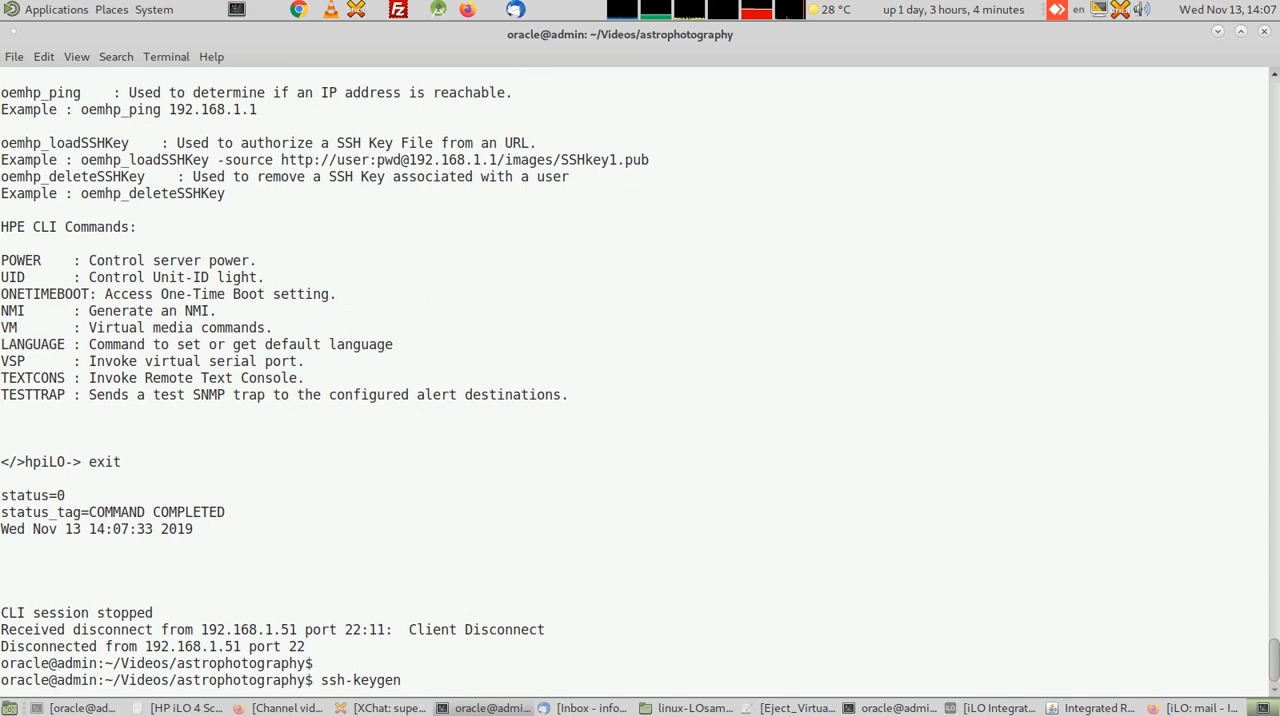 Applications Places System
28 °C
up 1 day, 3 hours, 4 minutes
en
Wed Nov 13, 14:07
oracle@admin: ~/Videos/astrophotography
File Edit View Search Terminal Help
oemhp_ping    : Used to determine if an IP address is reachable.
Example : oemhp_ping 192.168.1.1
oemhp_loadSSHKey    : Used to authorize a SSH Key File from an URL.
Example : oemhp_loadSSHKey -source http://user:pwd@192.168.1.1/images/SSHkey1.pub
oemhp_deleteSSHKey    : Used to remove a SSH Key associated with a user
Example : oemhp_deleteSSHKey
HPE CLI Commands:
POWER    : Control server power.
UID      : Control Unit-ID light.
ONETIMEBOOT: Access One-Time Boot setting.
NMI      : Generate an NMI.
VM       : Virtual media commands.
LANGUAGE : Command to set or get default language
VSP      : Invoke virtual serial port.
TEXTCONS : Invoke Remote Text Console.
TESTTRAP : Sends a test SNMP trap to the configured alert destinations.
</>hpiLO-> exit
status=0
status_tag=COMMAND COMPLETED
Wed Nov 13 14:07:33 2019
CLI session stopped
Received disconnect from 192.168.1.51 port 22:11:  Client Disconnect
Disconnected from 192.168.1.51 port 22
oracle@admin:~/Videos/astrophotography$
oracle@admin:~/Videos/astrophotography$ ssh-keygen
[oracle@ad... [HP iLO 4 Sc... [Channel vid... [XChat: supe... oracle@admi... [Inbox - info... linux-LOsam... [Eject_Virtua... oracle@admi... [iLO Integrat... Integrated R... [iLO: mail - I...